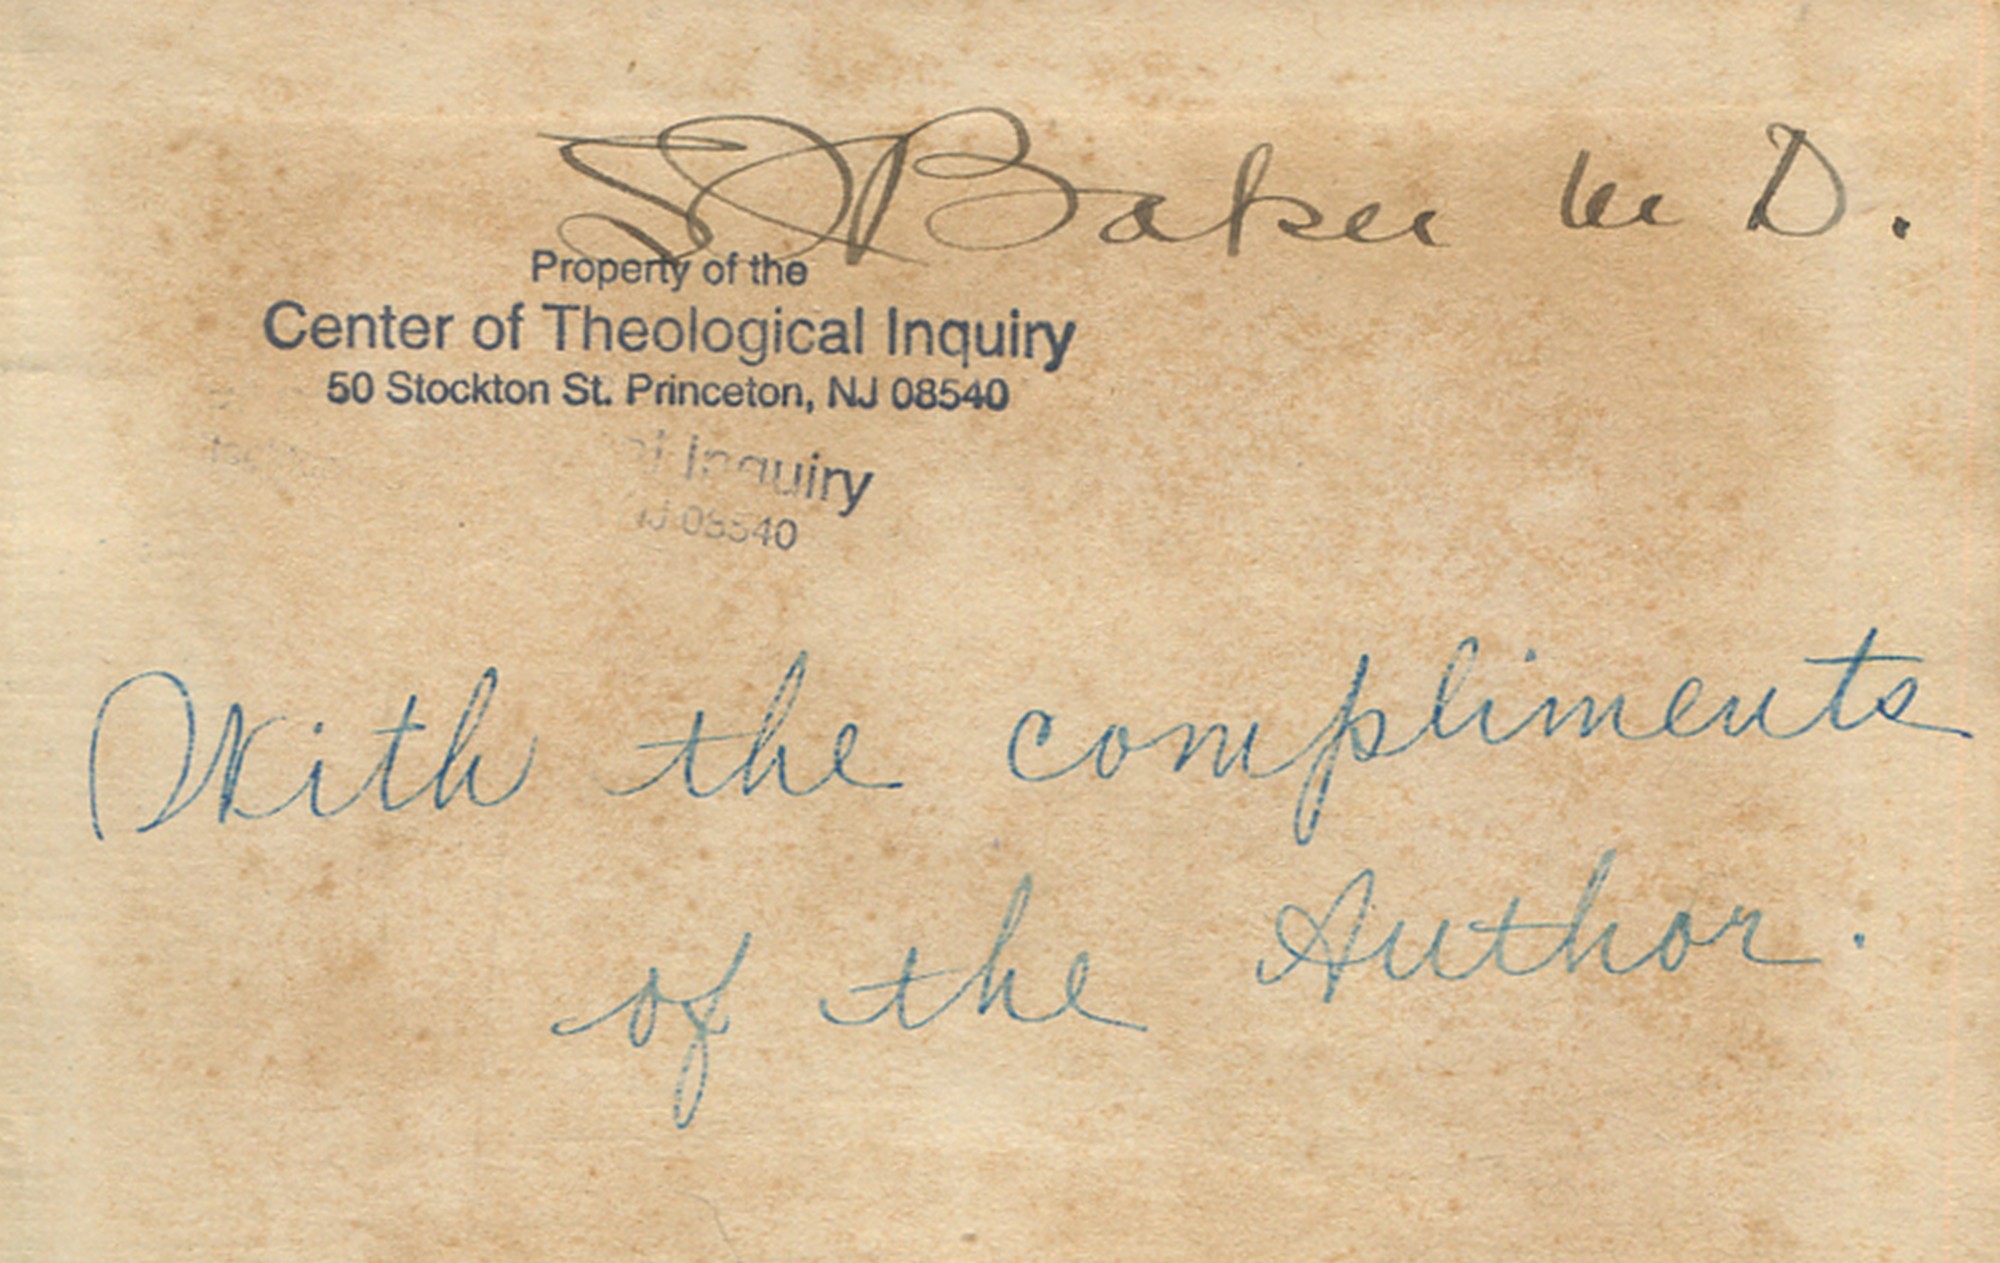 Baker M D.
Property of the
Center of Theological Inquiry
50 Stockton St. Princeton, NJ 08540
Inquiry
NJ 08540
With the compliments
of the Author.